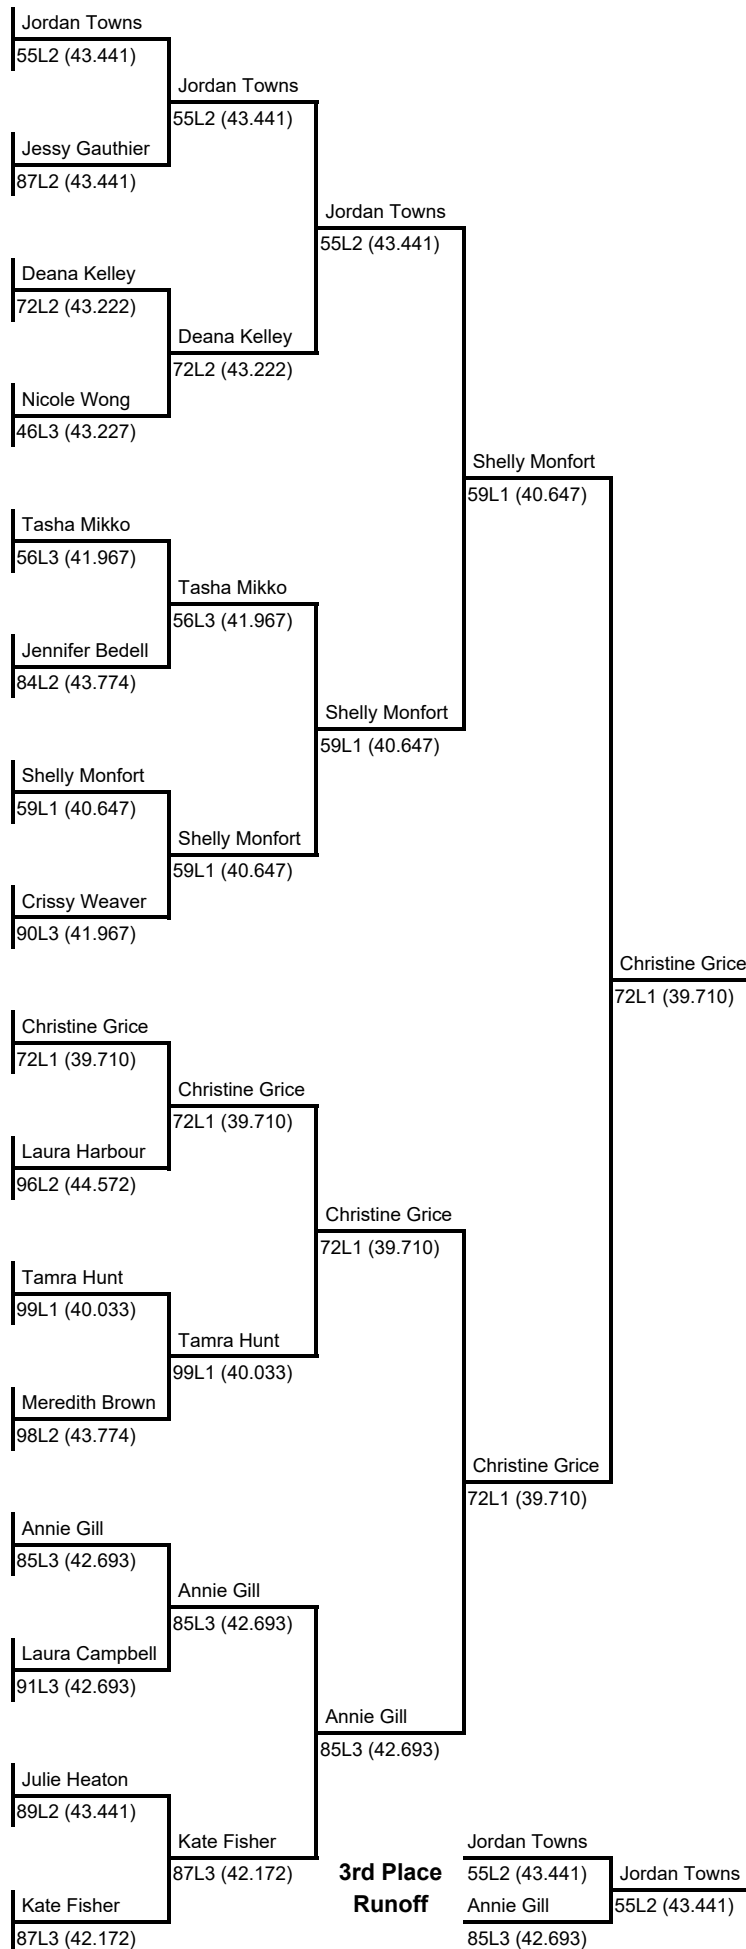 Jordan Towns
55L2 (43.441)
Jordan Towns
55L2 (43.441)
Jessy Gauthier
87L2 (43.441)
Jordan Towns
55L2 (43.441)
Deana Kelley
72L2 (43.222)
Deana Kelley
72L2 (43.222)
Nicole Wong
46L3 (43.227)
Shelly Monfort
59L1 (40.647)
Tasha Mikko
56L3 (41.967)
Tasha Mikko
56L3 (41.967)
Jennifer Bedell
84L2 (43.774)
Shelly Monfort
59L1 (40.647)
Shelly Monfort
59L1 (40.647)
Shelly Monfort
59L1 (40.647)
Crissy Weaver
90L3 (41.967)
Christine Grice
72L1 (39.710)
Christine Grice
72L1 (39.710)
Christine Grice
72L1 (39.710)
Laura Harbour
96L2 (44.572)
Christine Grice
72L1 (39.710)
Tamra Hunt
99L1 (40.033)
Tamra Hunt
99L1 (40.033)
Meredith Brown
98L2 (43.774)
Christine Grice
72L1 (39.710)
Annie Gill
85L3 (42.693)
Annie Gill
85L3 (42.693)
Laura Campbell
91L3 (42.693)
Annie Gill
85L3 (42.693)
Julie Heaton
89L2 (43.441)
Kate Fisher
87L3 (42.172)
Kate Fisher
87L3 (42.172)
3rd Place
Runoff
Jordan Towns
55L2 (43.441)
Annie Gill
85L3 (42.693)
Jordan Towns
55L2 (43.441)